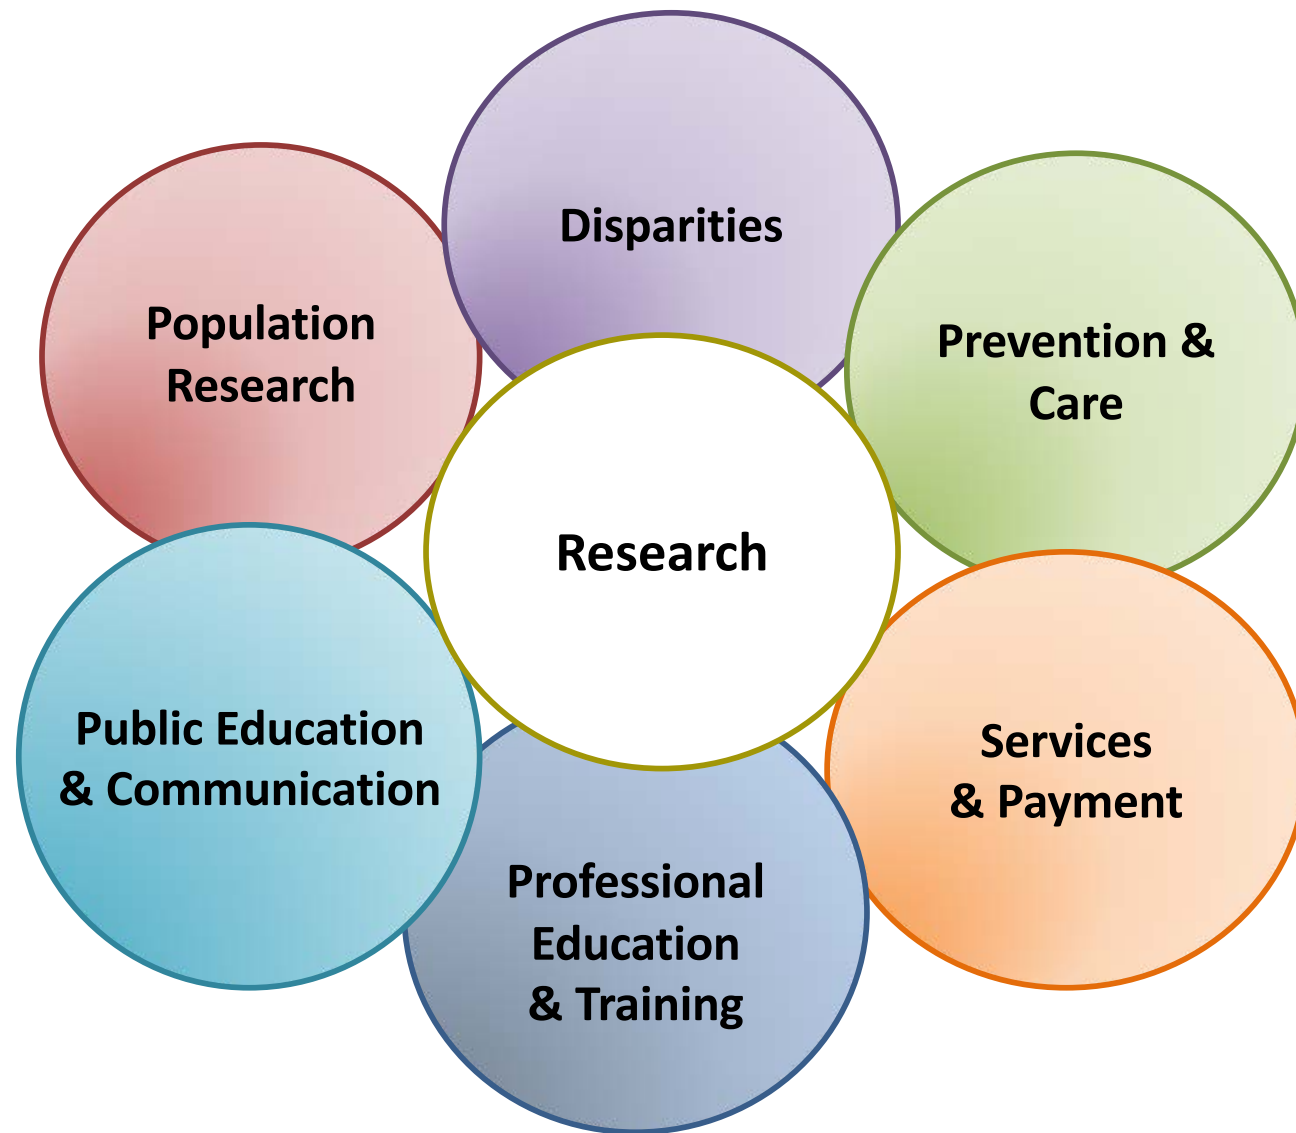 Disparities
Population
Research
Prevention &
Care
Research
Public Education
& Communication
Services
& Payment
Professional
Education
& Training